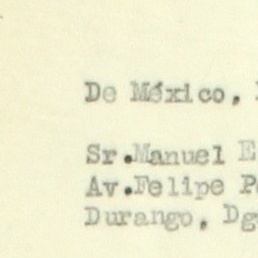 De México,
Sr.Manuel E
Av.Felipe P
Durango, Dg